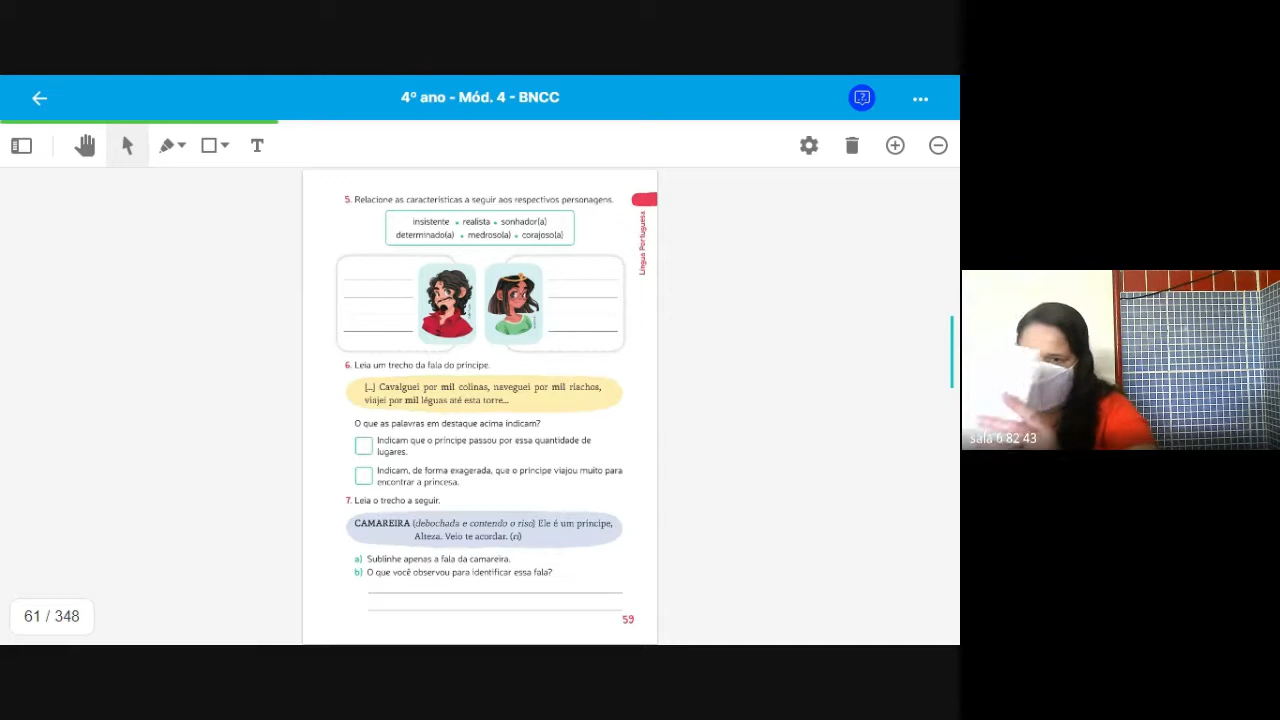 4º ano - Mód. 4 - BNCC
T
5. Relacione as características a seguir aos respectivos personagens.
insistente • realista • sonhador(a)
determinado(a) • medroso(a) • corajoso(a)
Língua Portuguesa
6. Leia um trecho da fala do príncipe.
[...] Cavalguei por mil colinas, naveguei por mil riachos,
viajei por mil léguas até esta torre...
O que as palavras em destaque acima indicam?
Indicam que o príncipe passou por essa quantidade de
lugares.
Indicam, de forma exagerada, que o príncipe viajou muito para
encontrar a princesa.
7. Leia o trecho a seguir.
CAMAREIRA (debochada e contendo o riso) Ele é um príncipe,
Alteza. Veio te acordar. (ri)
a) Sublinhe apenas a fala da camareira.
b) O que você observou para identificar essa fala?
59
61 / 348
sala 6 82 43